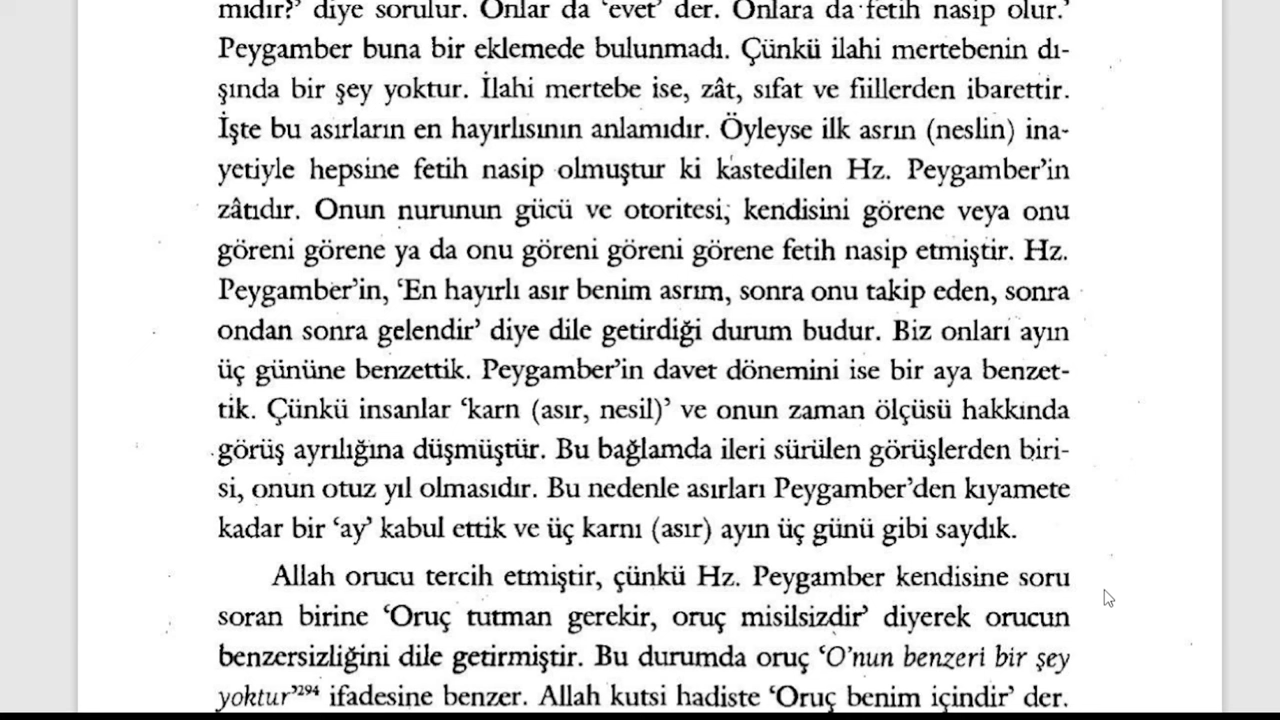 mıdır?’ diye sorulur. Onlar da ‘evet’ der. Onlara da fetih nasip olur.’
Peygamber buna bir eklemede bulunmadı. Çünkü ilahi mertebenin dı-
şında bir şey yoktur. İlahi mertebe ise, zât, sıfat ve fiillerden ibarettir.
İşte bu asırların en hayırlısının anlamıdır. Öyleyse ilk asrın (neslin) ina-
yetiyle hepsine fetih nasip olmuştur ki kastedilen Hz. Peygamber’in
zâtıdır. Onun nurunun gücü ve otoritesi; kendisini görene veya onu
göreni görene ya da onu göreni göreni görene fetih nasip etmiştir. Hz.
Peygamber’in, ‘En hayırlı asır benim asrım, sonra onu takip eden, sonra
ondan sonra gelendir’ diye dile getirdiği durum budur. Biz onları ayın
üç gününe benzettik. Peygamber’in davet dönemini ise bir aya benzet-
tik. Çünkü insanlar ‘karn (asır, nesil)’ ve onun zaman ölçüsü hakkında
görüş ayrılığına düşmüştür. Bu bağlamda ileri sürülen görüşlerden biri-
si, onun otuz yıl olmasıdır. Bu nedenle asırları Peygamber’den kıyamete
kadar bir ‘ay’ kabul ettik ve üç karnı (asır) ayın üç günü gibi saydık.
Allah orucu tercih etmiştir, çünkü Hz. Peygamber kendisine soru
soran birine ‘Oruç tutman gerekir, oruç misilsizdir’ diyerek orucun
benzersizliğini dile getirmiştir. Bu durumda oruç ‘O’nun benzeri bir şey
yoktur’²⁹⁴ ifadesine benzer. Allah kutsi hadiste ‘Oruç benim içindir’ der.